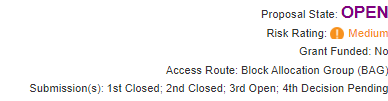 Proposal State: OPEN
Risk Rating: Medium
Grant Funded: No
Access Route: Block Allocation Group (BAG)
Submission(s): 1st Closed; 2nd Closed; 3rd Open; 4th Decision Pending